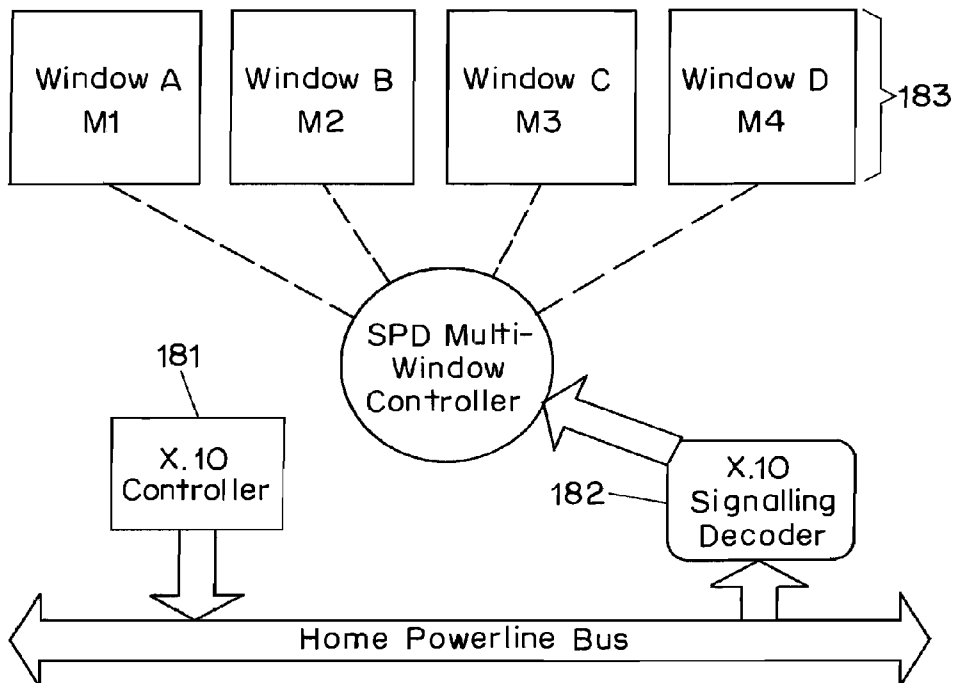 Window A
M1
Window B
M2
Window C
M3
Window D
M4
183
SPD Multi-
Window
Controller
181
X.10
Controller
182
X.10
Signalling
Decoder
Home Powerline Bus